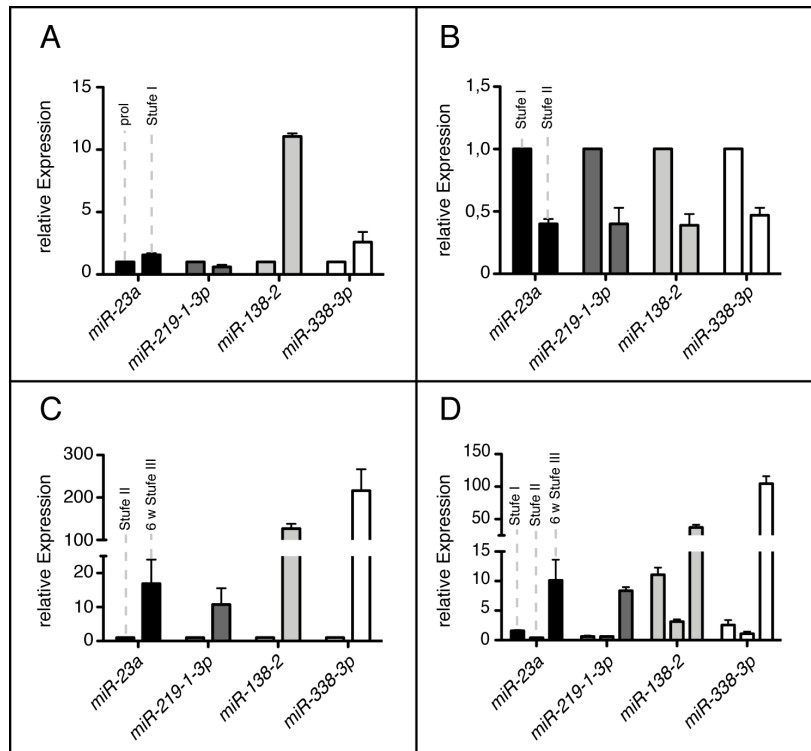 A
relative Expression
15
10
5
0
prol
Stufe I
miR-23a
miR-219-1-3p
miR-138-2
miR-338-3p
B
relative Expression
1,5
1,0
0,5
0
Stufe I
Stufe II
miR-23a
miR-219-1-3p
miR-138-2
miR-338-3p
C
relative Expression
300
200
100
20
10
0
Stufe II
6 w Stufe III
miR-23a
miR-219-1-3p
miR-138-2
miR-338-3p
D
relative Expression
150
100
50
15
10
5
0
Stufe I
Stufe II
6 w Stufe III
miR-23a
miR-219-1-3p
miR-138-2
miR-338-3p